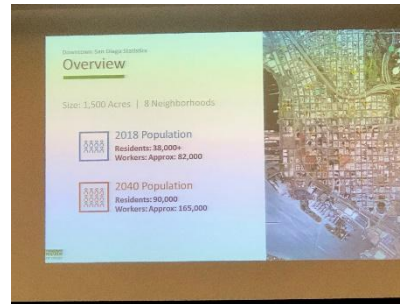 Downtown San Diego
Overview
Size: 1,500 Acres | 8 Neighborhoods
2018 Population
Residents: 38,000+
Workers: Approx: 82,000
2040 Population
Residents: 90,000
Workers: Approx: 165,000